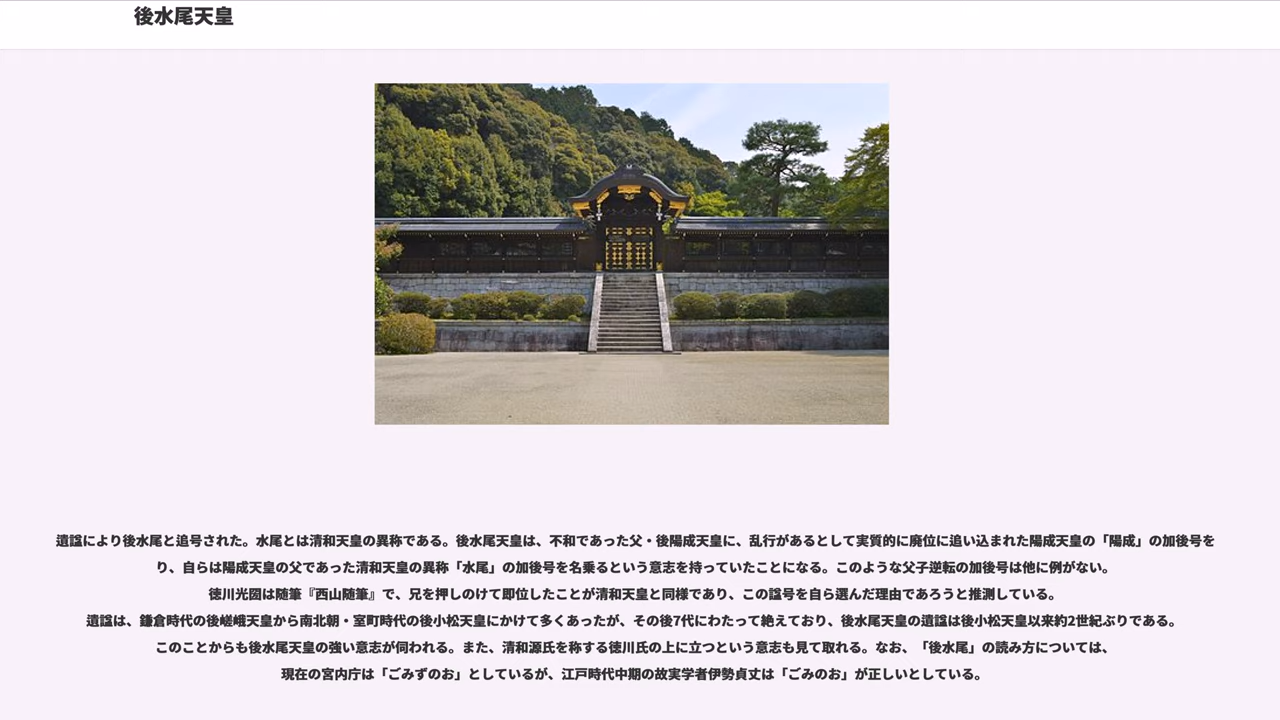 後水尾天皇
遺諡により後水尾と追号された。水尾とは清和天皇の異称である。後水尾天皇は、不和であった父・後陽成天皇に、乱行があるとして実質的に廃位に追い込まれた陽成天皇の「陽成」の加後号を
り、自らは陽成天皇の父であった清和天皇の異称「水尾」の加後号を名乗るという意志を持っていたことになる。このような父子逆転の加後号は他に例がない。
徳川光圀は随筆『西山随筆』で、兄を押しのけて即位したことが清和天皇と同様であり、この諡号を自ら選んだ理由であろうと推測している。
遺諡は、鎌倉時代の後嵯峨天皇から南北朝・室町時代の後小松天皇にかけて多くあったが、その後7代にわたって絶えており、後水尾天皇の遺諡は後小松天皇以来約2世紀ぶりである。
このことからも後水尾天皇の強い意志が伺われる。また、清和源氏を称する徳川氏の上に立つという意志も見て取れる。なお、「後水尾」の読み方については、
現在の宮内庁は「ごみずのお」としているが、江戸時代中期の故実学者伊勢貞丈は「ごみのお」が正しいとしている。